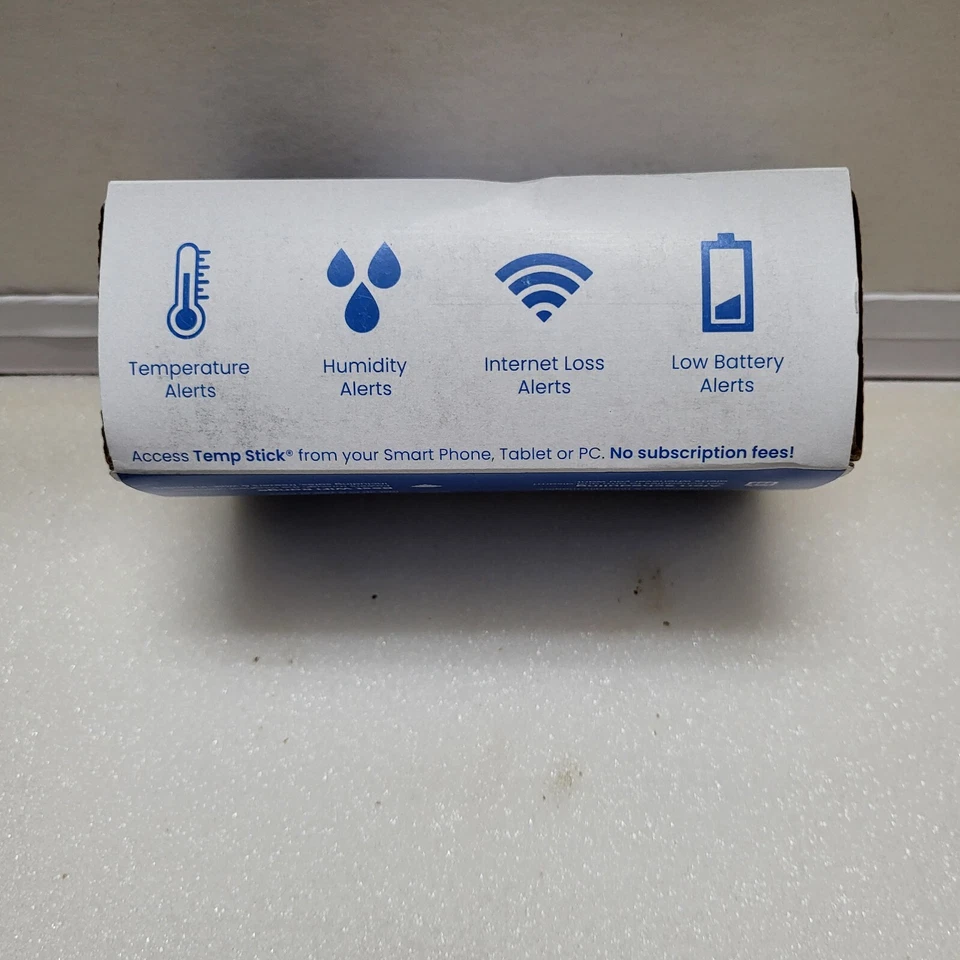 Temperature
Alerts
Humidity
Alerts
Internet Loss
Alerts
Low Battery
Alerts
Access Temp Stick® from your Smart Phone, Tablet or PC. No subscription fees!